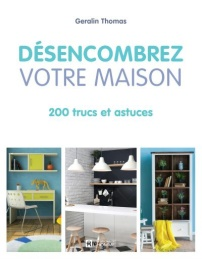 Geralin Thomas
DÉSENCOMBREZ
VOTRE MAISON
200 trucs et astuces